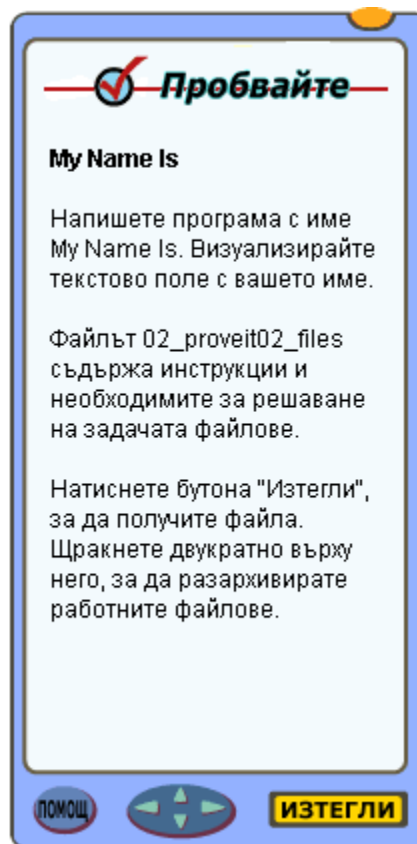 Пробвайте
My Name Is
Напишете програма с име
My Name Is. Визуализирайте
текстово поле с вашето име.
Файлът 02_proveit02_files
съдържа инструкции и
необходимите за решаване
на задачата файлове.
Натиснете бутона "Изтегли",
за да получите файла.
Щракнете двукратно върху
него, за да разархивирате
работните файлове.
ПОМОЩ
ИЗТЕГЛИ